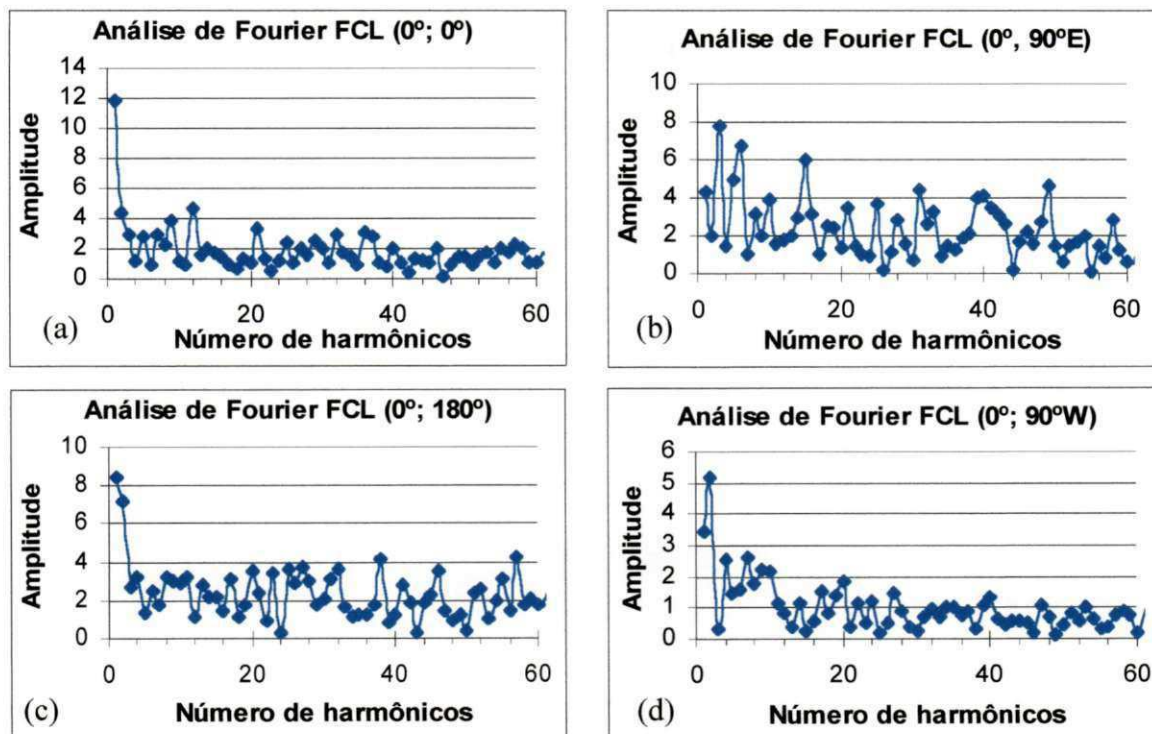 Análise de Fourier FCL (0º; 0º)
14
12
10
8
6
4
2
0
Amplitude
0 20 40 60
Número de harmônicos
(a)
Análise de Fourier FCL (0º, 90ºE)
10
8
6
4
2
0
Amplitude
0 20 40 60
Número de harmônicos
(b)
Análise de Fourier FCL (0º; 180º)
10
8
6
4
2
0
Amplitude
0 20 40 60
Número de harmônicos
(c)
Análise de Fourier FCL (0º; 90ºW)
6
5
4
3
2
1
0
Amplitude
0 20 40 60
Número de harmônicos
(d)